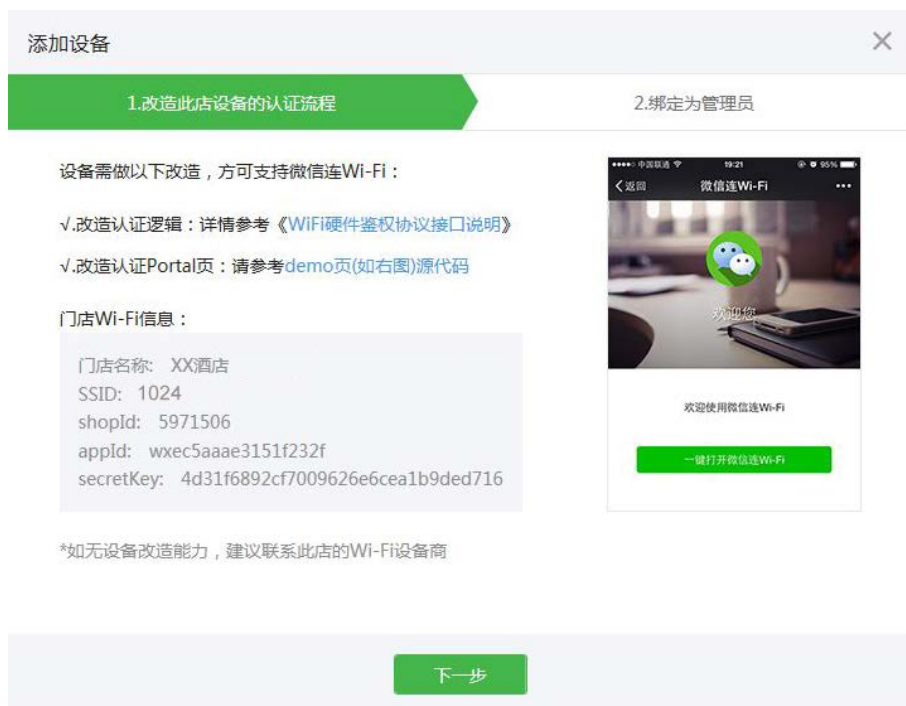 添加设备
1.改造此店设备的认证流程
2.绑定为管理员
设备需做以下改造，方可支持微信连Wi-Fi：
√.改造认证逻辑：详情参考《WiFi硬件鉴权协议接口说明》
√.改造认证Portal页：请参考demo页(如右图)源代码
门店Wi-Fi信息：
门店名称: XX酒店
SSID: 1024
shopId: 5971506
appId: wxec5aaae3151f232f
secretKey: 4d31f6892cf7009626e6cea1b9ded716
*如无设备改造能力，建议联系此店的Wi-Fi设备商
中国联通 19:21 95%
返回 微信连Wi-Fi
欢迎您
欢迎使用微信连Wi-Fi
一键打开微信连Wi-Fi
下一步